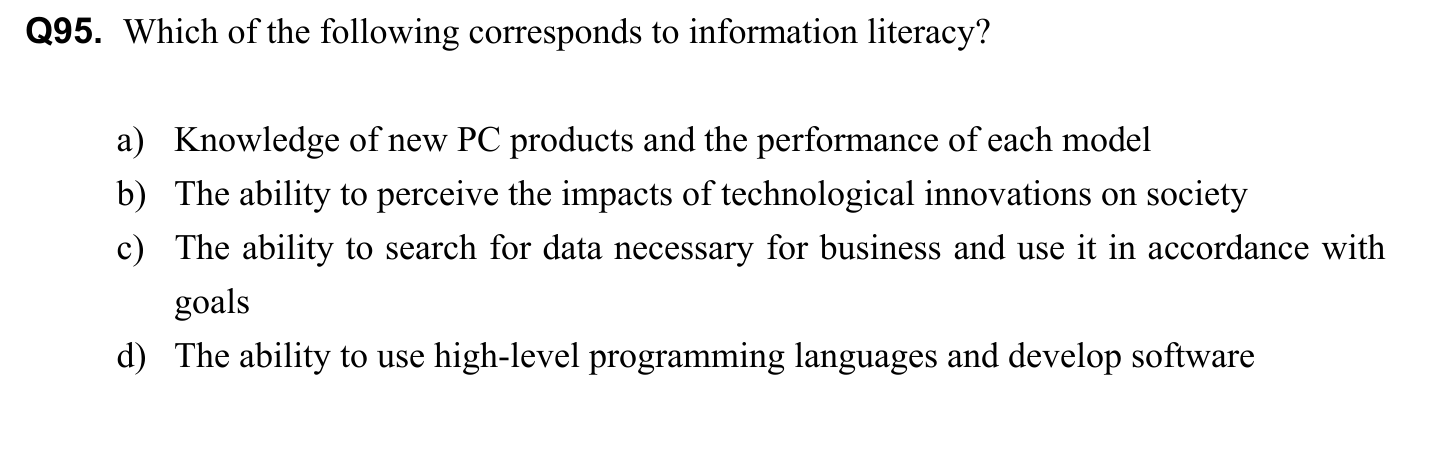 Q95. Which of the following corresponds to information literacy?
a) Knowledge of new PC products and the performance of each model
b) The ability to perceive the impacts of technological innovations on society
c) The ability to search for data necessary for business and use it in accordance with
goals
d) The ability to use high-level programming languages and develop software